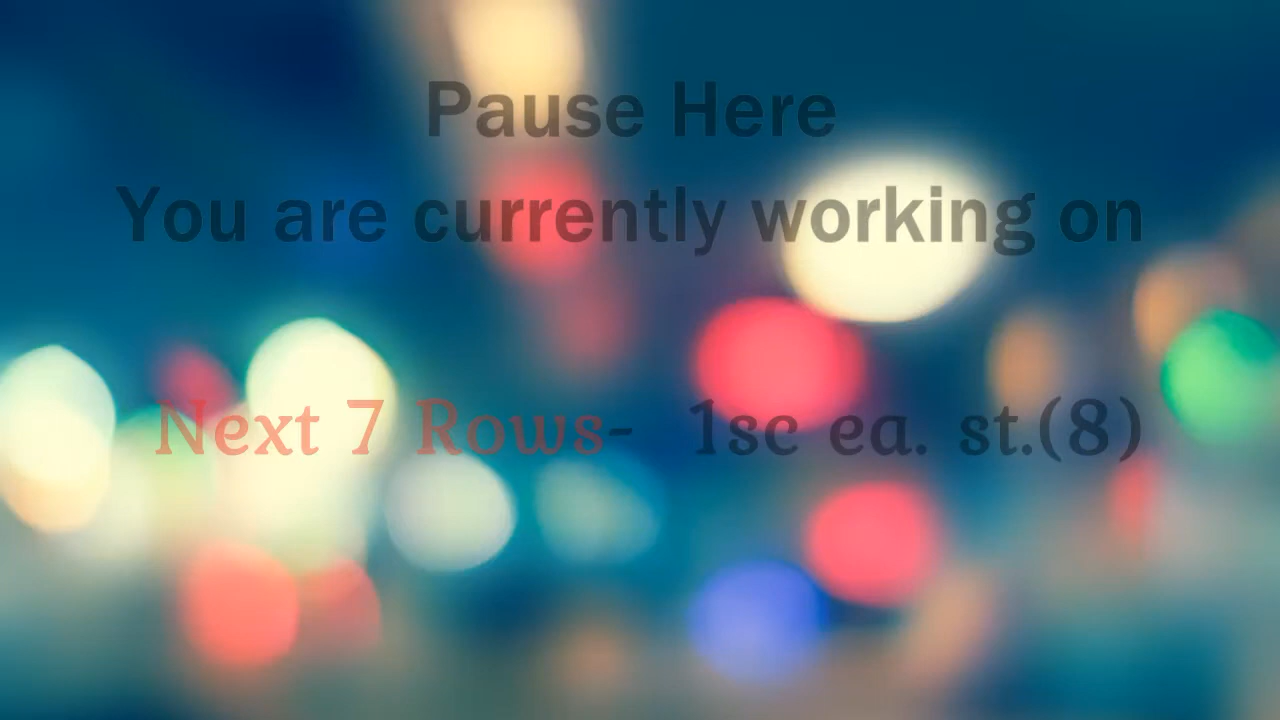 Pause Here
You are currently working on
Next 7 Rows- 1sc ea. st.(8)